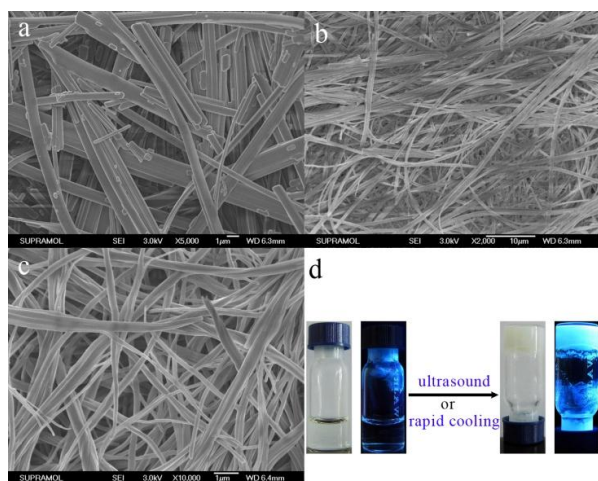 a
SUPRAMOL SEI 3.0kV X5,000 1μm WD 6.3mm
b
SUPRAMOL SEI 3.0kV X2,000 10μm WD 6.3mm
c
SUPRAMOL SEI 3.0kV X10,000 1μm WD 6.4mm
d
ultrasound
or
rapid cooling